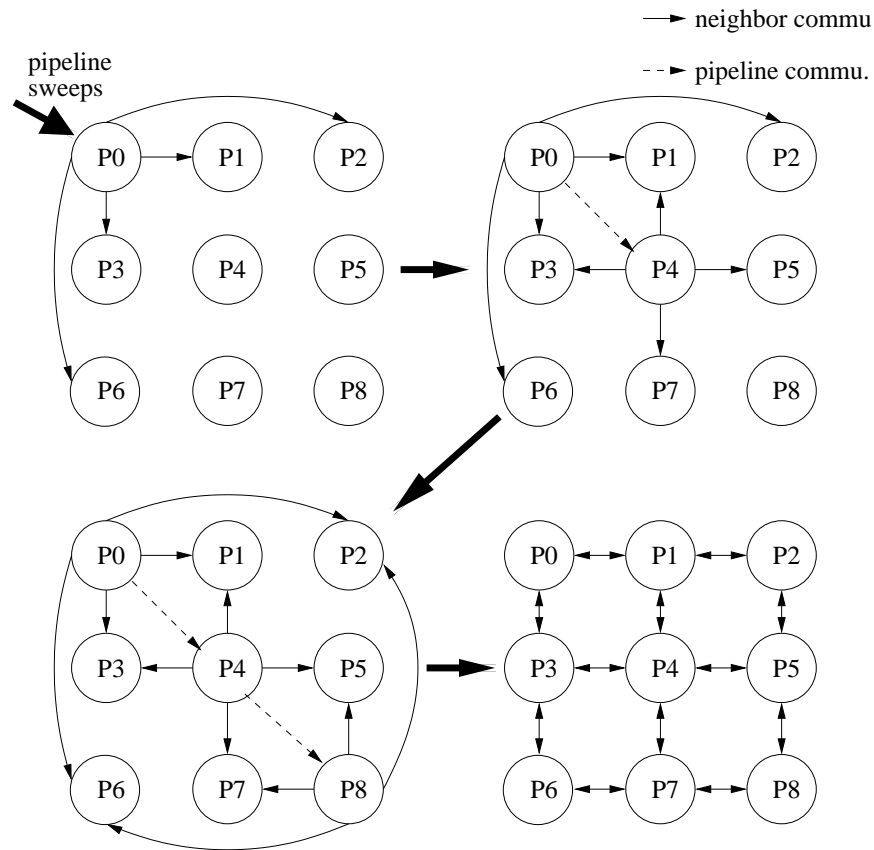 neighbor commu
pipeline commu.
pipeline
sweeps
P0 P1 P2
P0 P1 P2
P3 P4 P5
P3 P4 P5
P6 P7 P8
P6 P7 P8
P0 P1 P2
P0 P1 P2
P3 P4 P5
P3 P4 P5
P6 P7 P8
P6 P7 P8